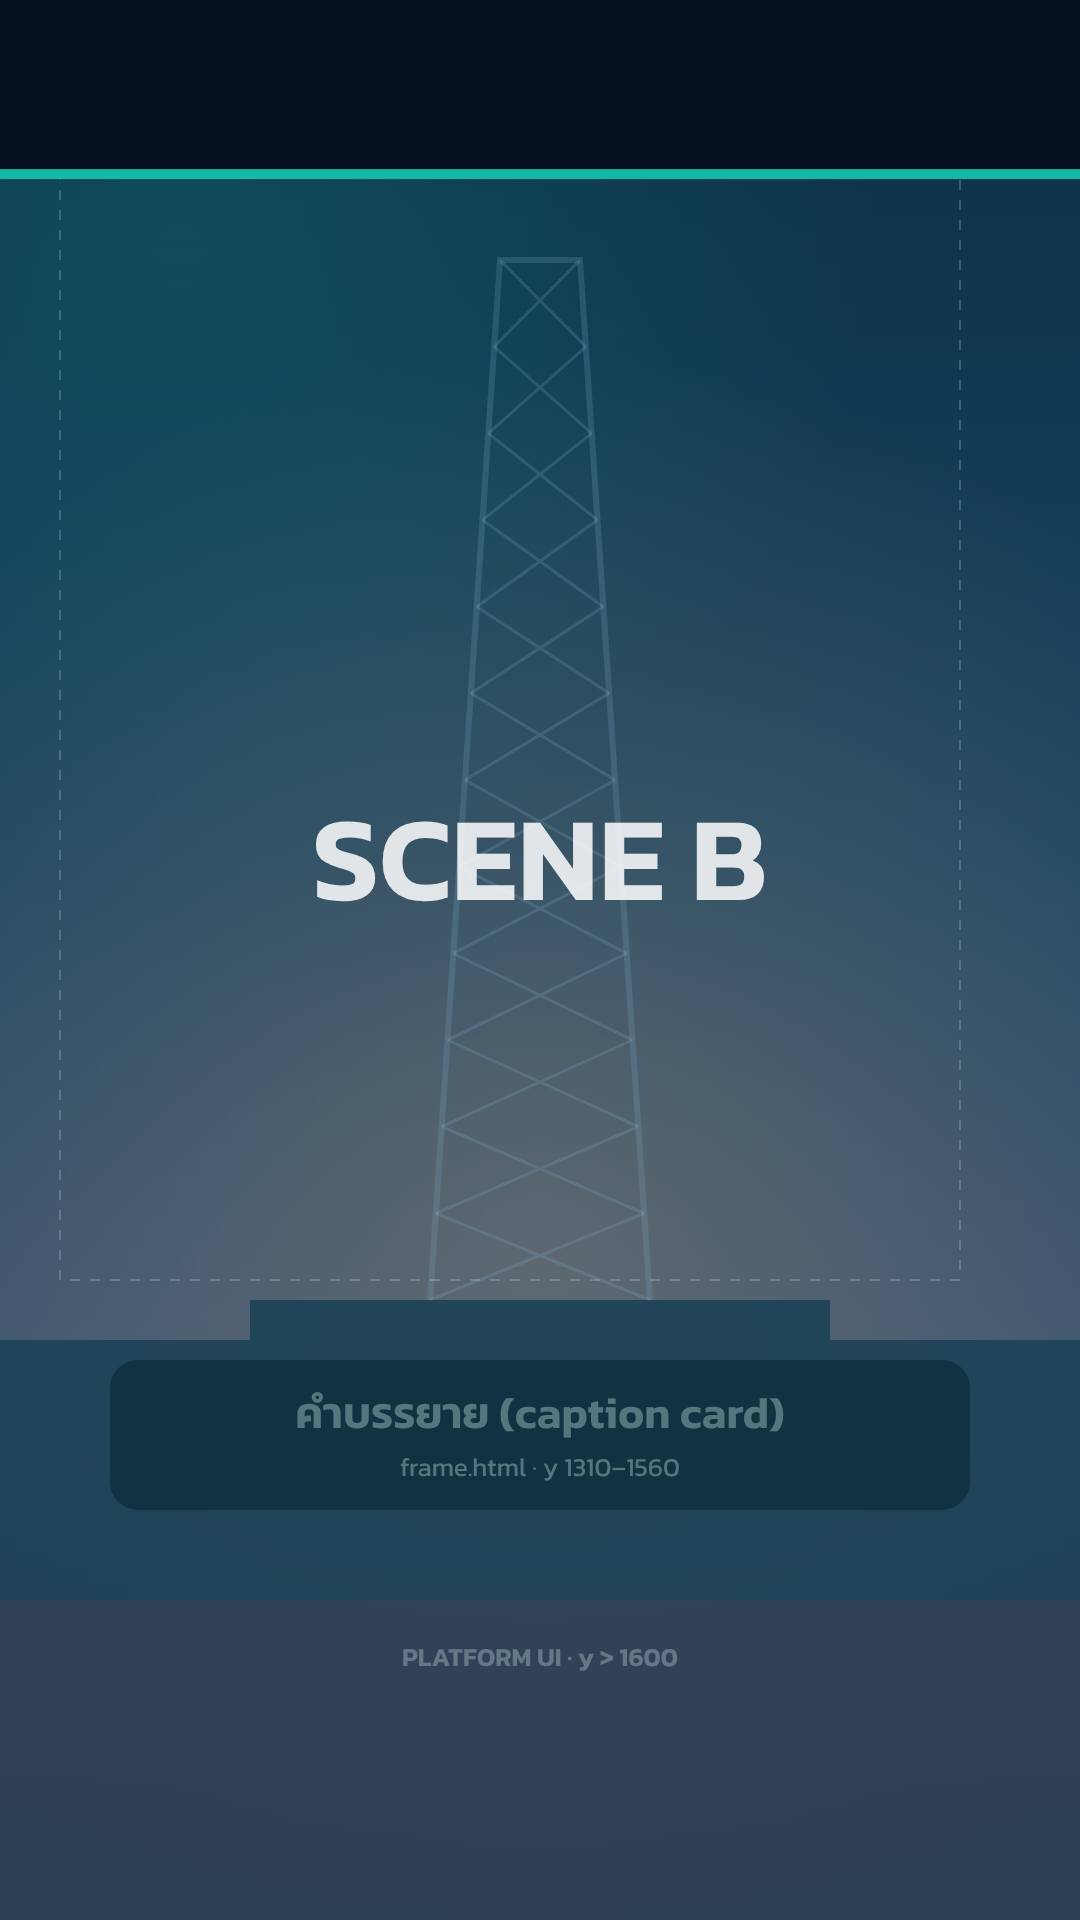 SCENE B
คำบรรยาย (caption card)
frame.html · y 1310–1560
PLATFORM UI · y > 1600